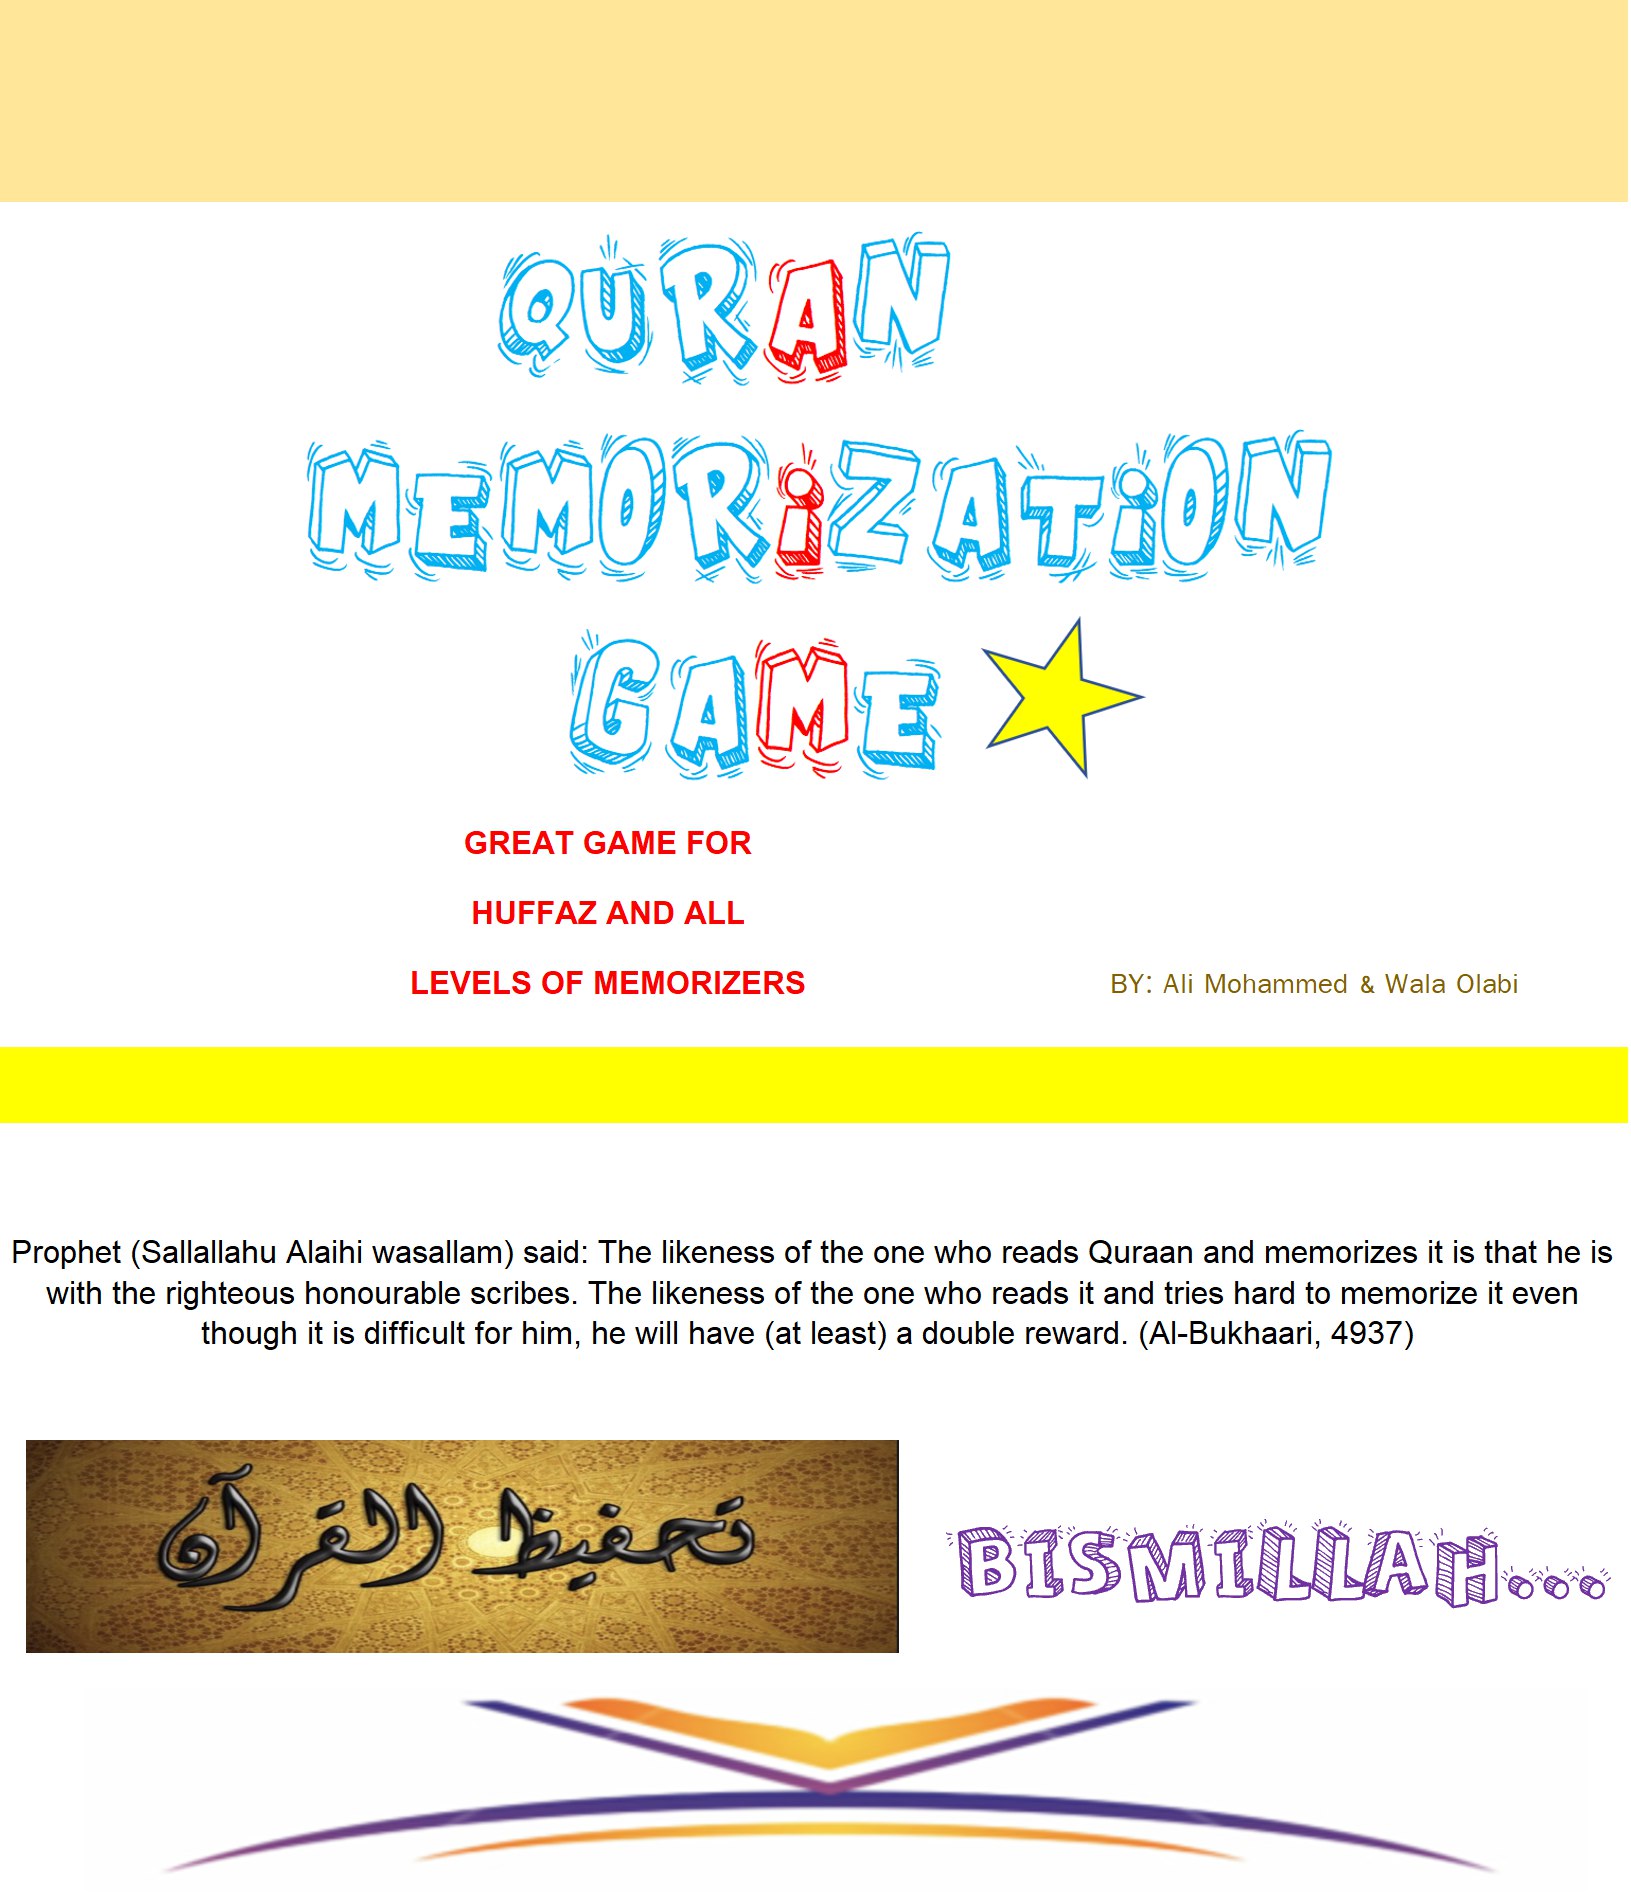 QURAN
MEMORiZATiON
GAME
GREAT GAME FOR
HUFFAZ AND ALL
LEVELS OF MEMORIZERS
BY: Ali Mohammed & Wala Olabi
Prophet (Sallallahu Alaihi wasallam) said: The likeness of the one who reads Quraan and memorizes it is that he is
with the righteous honourable scribes. The likeness of the one who reads it and tries hard to memorize it even
though it is difficult for him, he will have (at least) a double reward. (Al-Bukhaari, 4937)
تحفيظ القرآن
BISMILLAH...